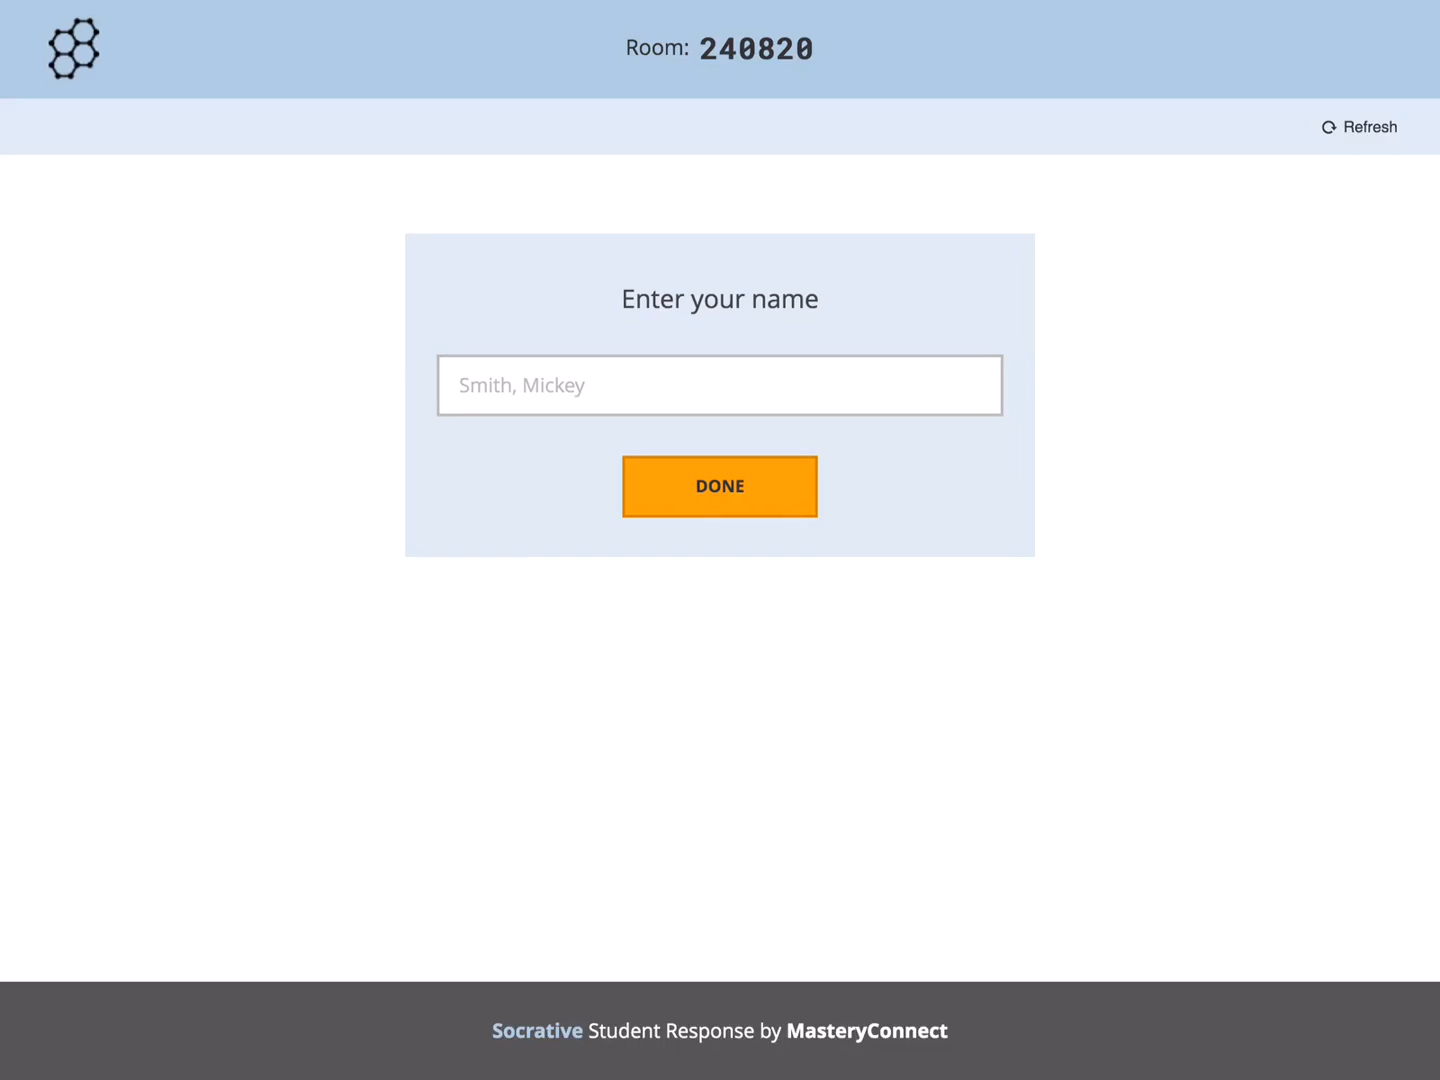 Room: 240820
Refresh
Enter your name
Smith, Mickey
DONE
Socrative Student Response by MasteryConnect